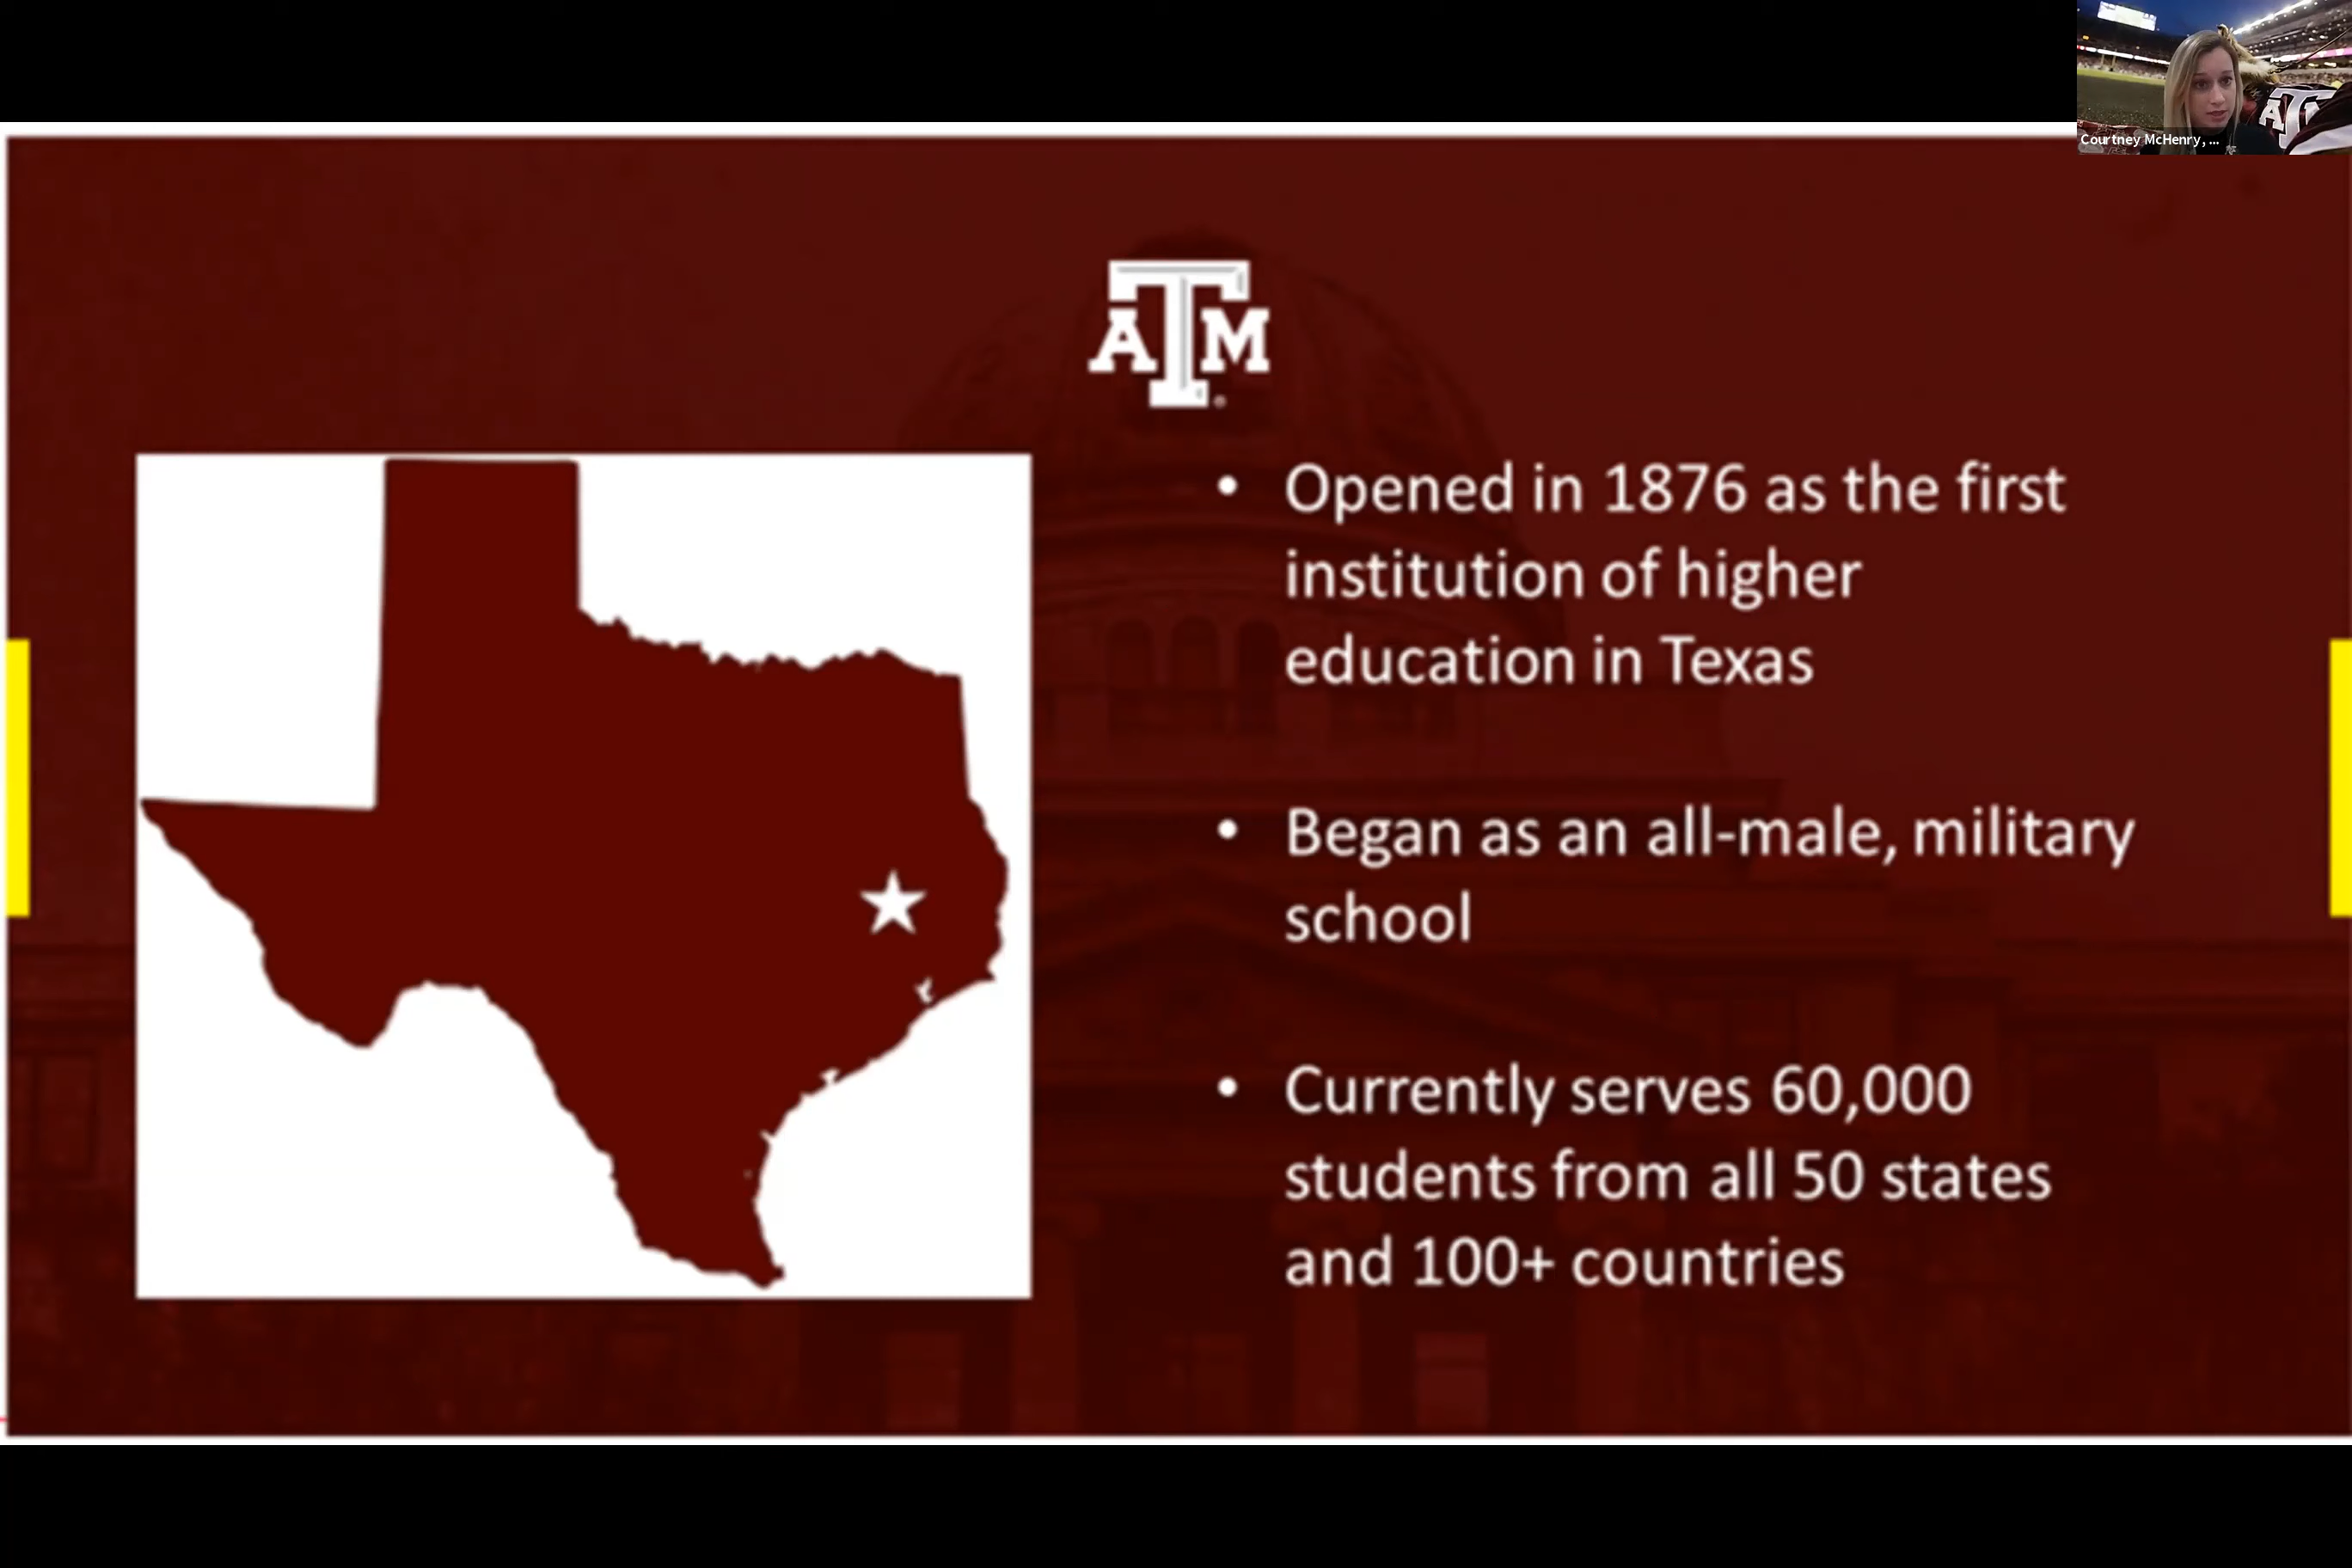 Courtney McHenry, ...
ATM
ATM
Opened in 1876 as the first
institution of higher
education in Texas
Began as an all-male, military
school
Currently serves 60,000
students from all 50 states
and 100+ countries